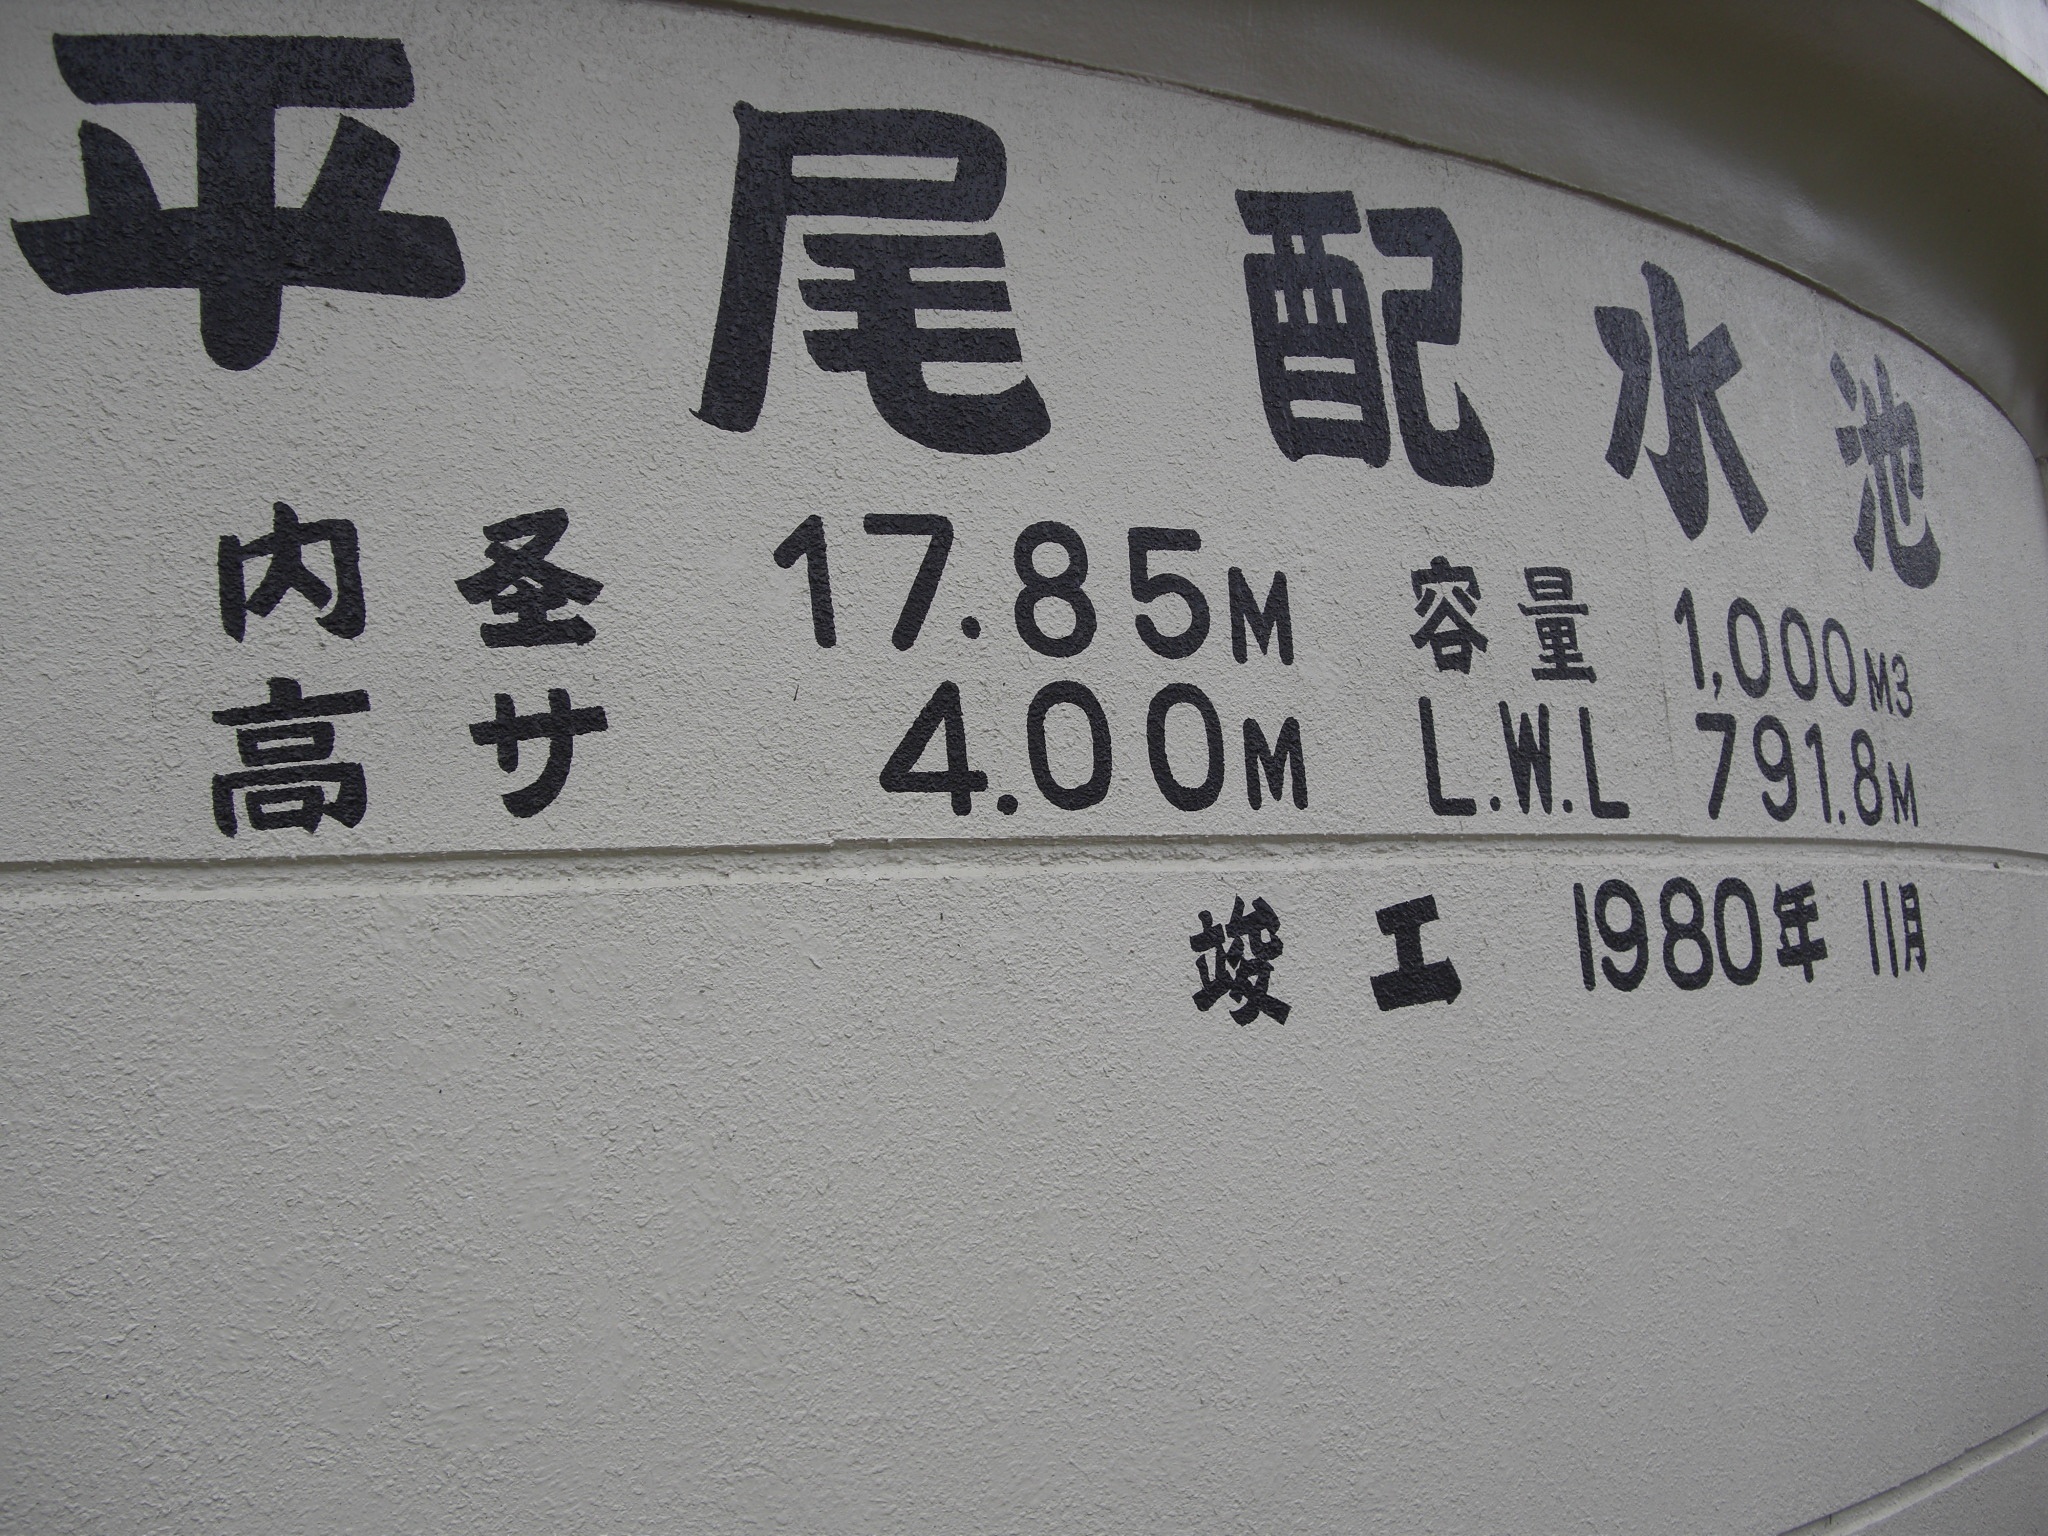 平尾配水池
内圣 17.85M 容量 1,000M3
高サ 4.00M L.W.L 791.8M
竣工 1980年 11月